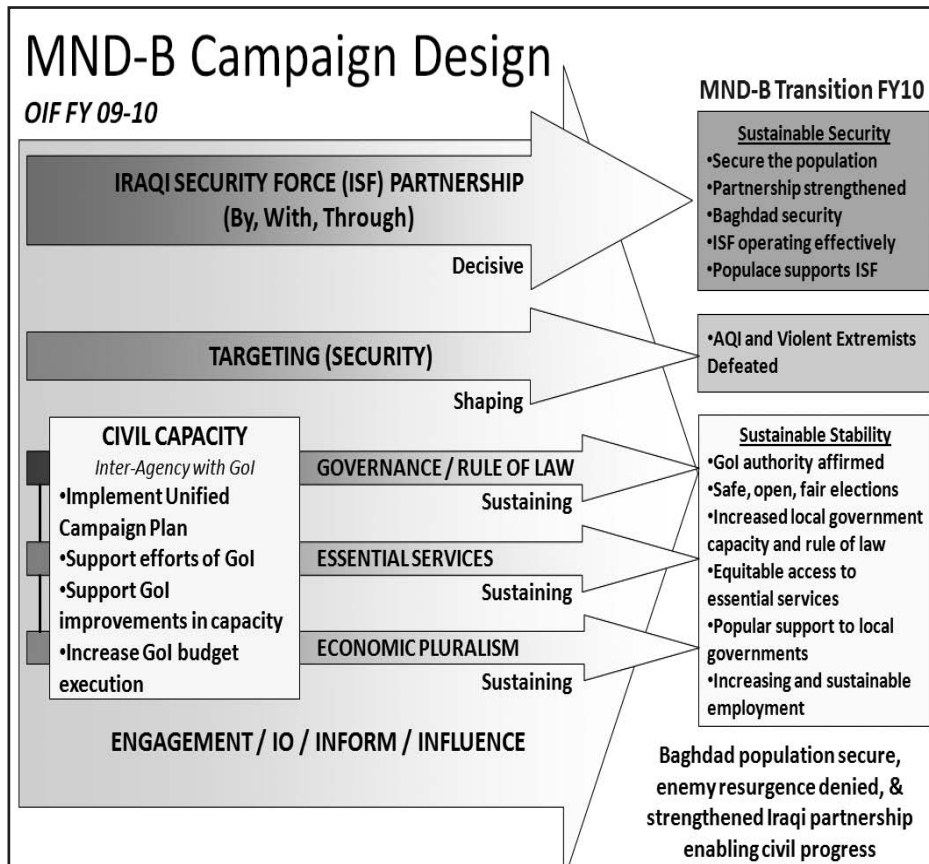 MND-B Campaign Design
OIF FY 09-10
IRAQI SECURITY FORCE (ISF) PARTNERSHIP
(By, With, Through)
Decisive
TARGETING (SECURITY)
Shaping
CIVIL CAPACITY
Inter-Agency with GoI
•Implement Unified
Campaign Plan
•Support efforts of GoI
•Support GoI
improvements in capacity
•Increase GoI budget
execution
GOVERNANCE / RULE OF LAW
Sustaining
ESSENTIAL SERVICES
Sustaining
ECONOMIC PLURALISM
Sustaining
ENGAGEMENT / IO / INFORM / INFLUENCE
MND-B Transition FY10
Sustainable Security
•Secure the population
•Partnership strengthened
•Baghdad security
•ISF operating effectively
•Populace supports ISF
•AQI and Violent Extremists
Defeated
Sustainable Stability
•GoI authority affirmed
•Safe, open, fair elections
•Increased local government
capacity and rule of law
•Equitable access to
essential services
•Popular support to local
governments
•Increasing and sustainable
employment
Baghdad population secure,
enemy resurgence denied, &
strengthened Iraqi partnership
enabling civil progress